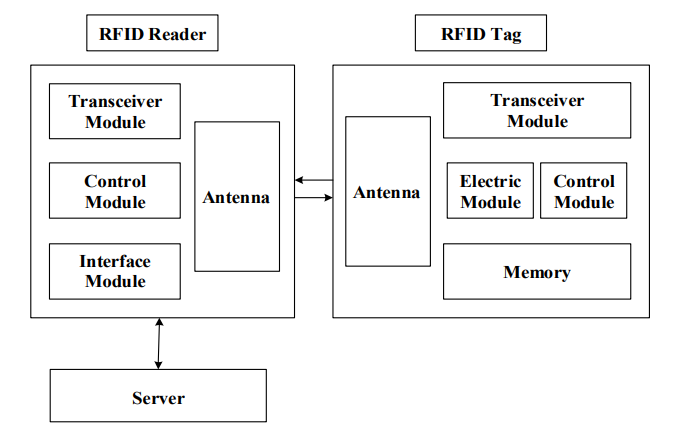 RFID Reader
RFID Tag
Transceiver
Module
Control
Module
Interface
Module
Antenna
Antenna
Transceiver
Module
Electric
Module
Control
Module
Memory
Server